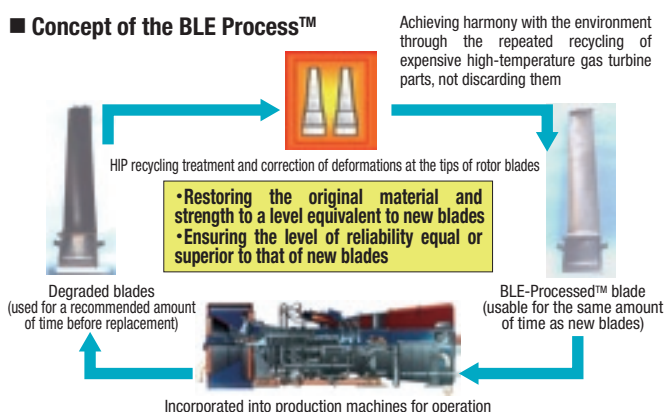 ■ Concept of the BLE Process™
Achieving harmony with the environment
through the repeated recycling of
expensive high-temperature gas turbine
parts, not discarding them
HIP recycling treatment and correction of deformations at the tips of rotor blades
•Restoring the original material and
strength to a level equivalent to new blades
•Ensuring the level of reliability equal or
superior to that of new blades
Degraded blades
(used for a recommended amount
of time before replacement)
BLE-Processed™ blade
(usable for the same amount
of time as new blades)
Incorporated into production machines for operation